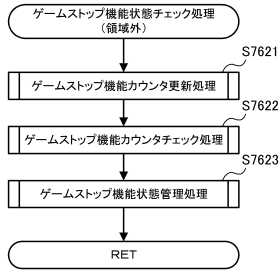 ゲームストップ機能状態チェック処理
(領域外)
S7621
ゲームストップ機能カウンタ更新処理
S7622
ゲームストップ機能カウンタチェック処理
S7623
ゲームストップ機能状態管理処理
RET